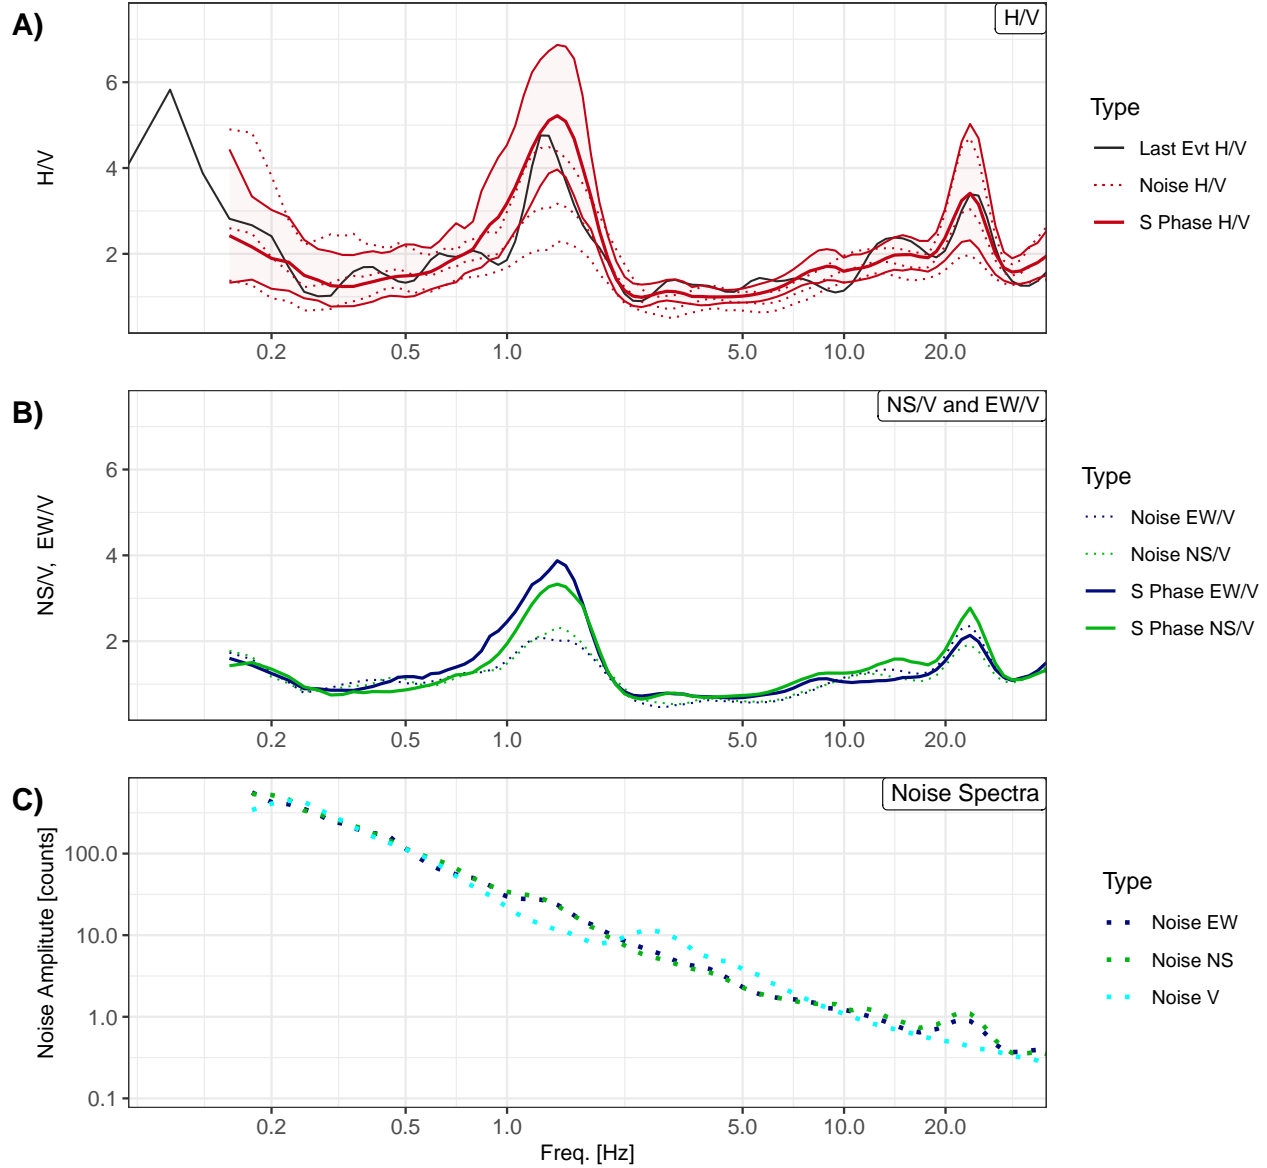 A)
H/V
H/V
6
4
2
0.2
0.5
1.0
5.0
10.0
20.0
Type
Last Evt H/V
Noise H/V
S Phase H/V
B)
NS/V and EW/V
NS/V, EW/V
6
4
2
0.2
0.5
1.0
5.0
10.0
20.0
Type
Noise EW/V
Noise NS/V
S Phase EW/V
S Phase NS/V
C)
Noise Spectra
Noise Amplitute [counts]
100.0
10.0
1.0
0.1
0.2
0.5
1.0
5.0
10.0
20.0
Freq. [Hz]
Type
Noise EW
Noise NS
Noise V